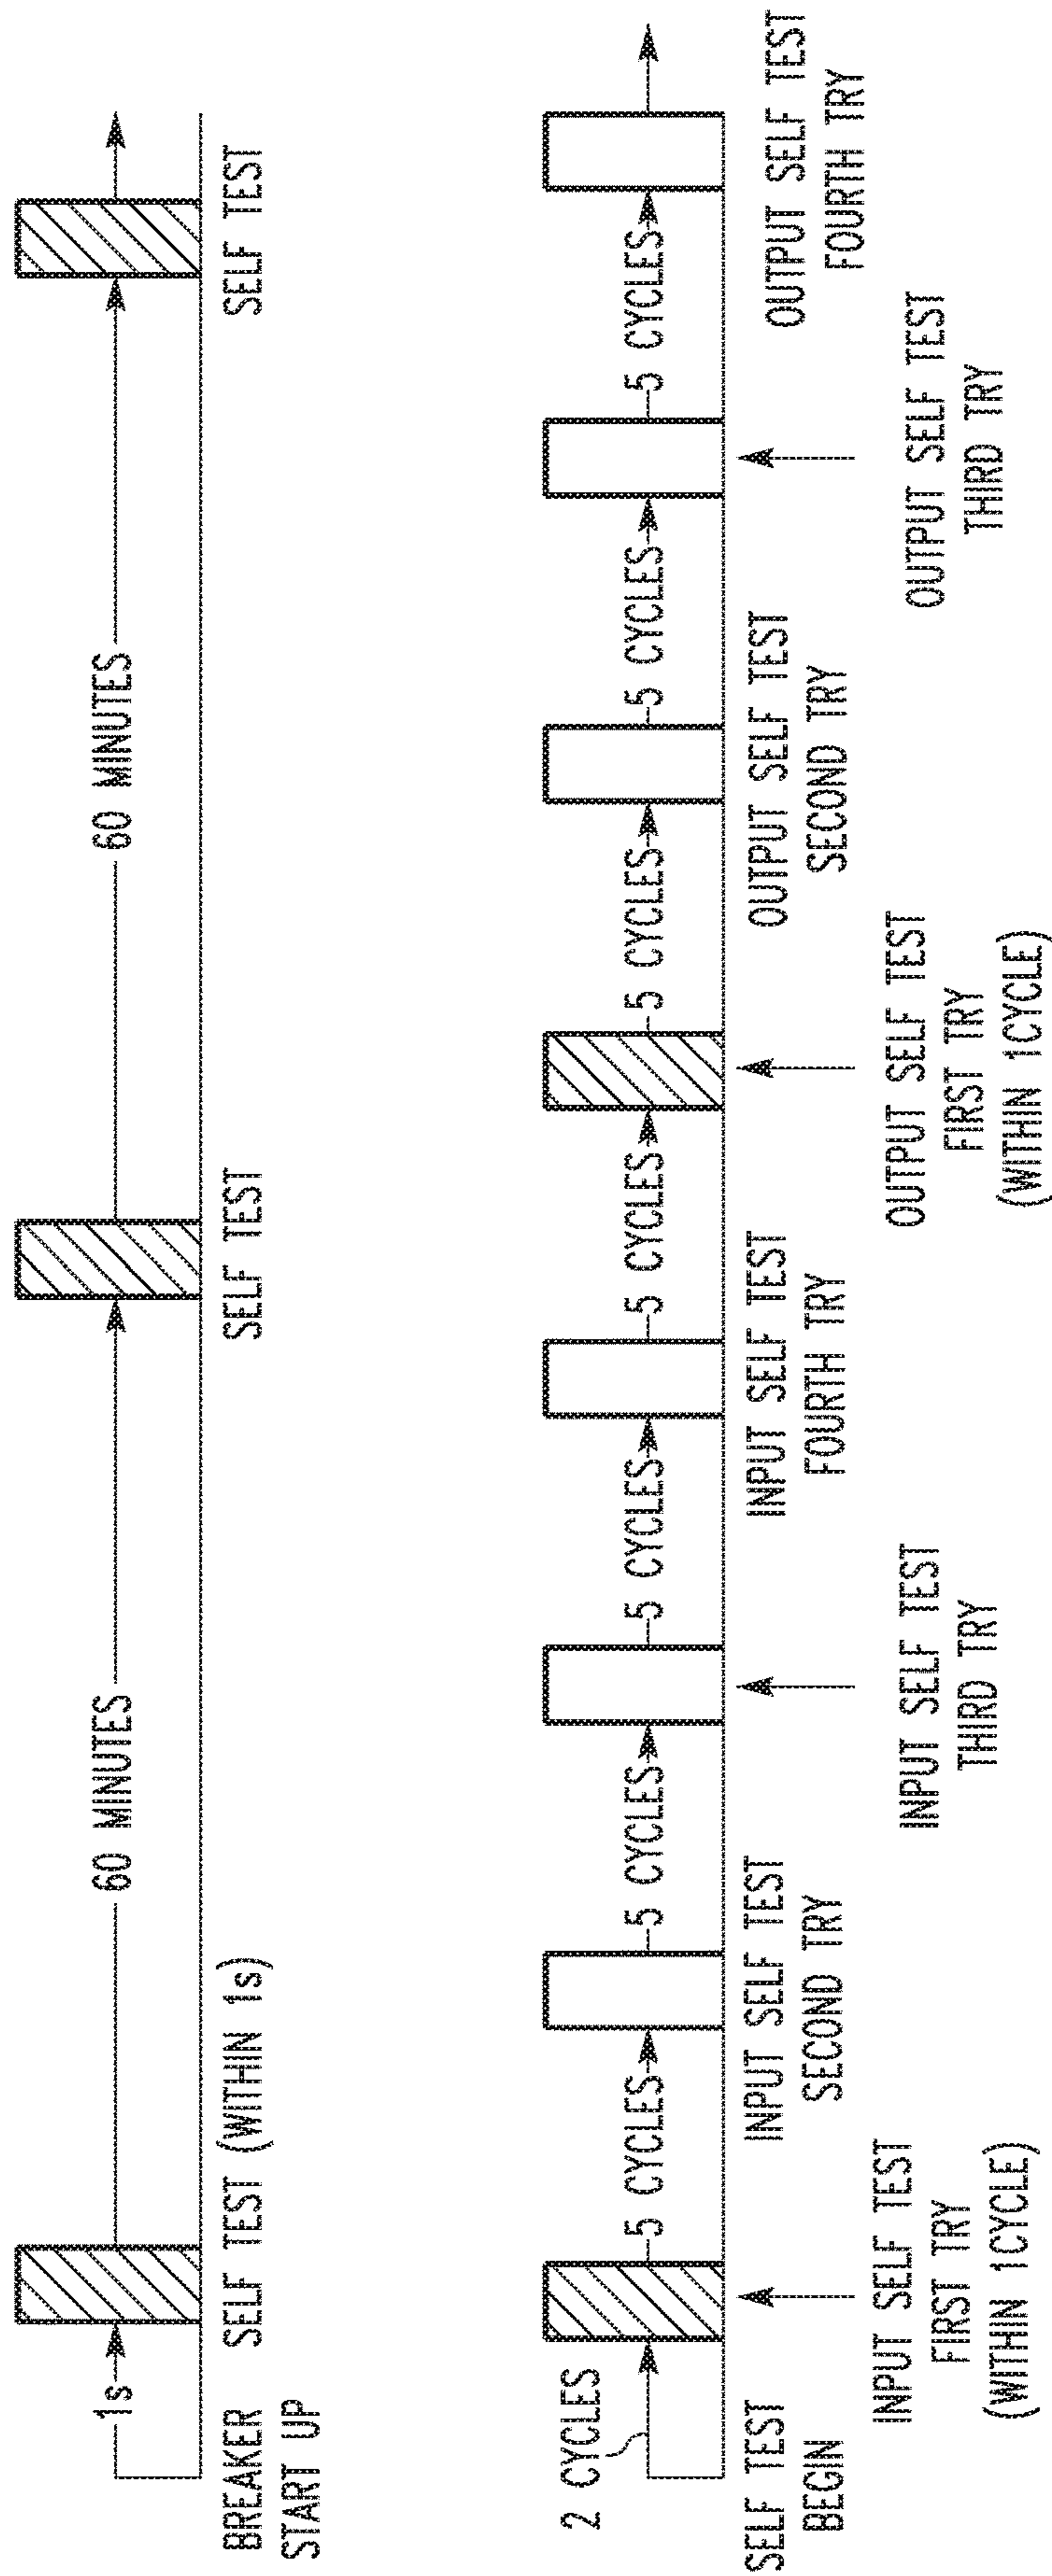 1s
60 MINUTES
60 MINUTES
BREAKER
START UP
SELF TEST (WITHIN 1s)
SELF TEST
SELF TEST
2 CYCLES
5 CYCLES
5 CYCLES
5 CYCLES
5 CYCLES
5 CYCLES
5 CYCLES
5 CYCLES
SELF TEST
BEGIN
INPUT SELF TEST
FIRST TRY
(WITHIN 1CYCLE)
INPUT SELF TEST
SECOND TRY
INPUT SELF TEST
THIRD TRY
INPUT SELF TEST
FOURTH TRY
OUTPUT SELF TEST
FIRST TRY
(WITHIN 1CYCLE)
OUTPUT SELF TEST
SECOND TRY
OUTPUT SELF TEST
THIRD TRY
OUTPUT SELF TEST
FOURTH TRY